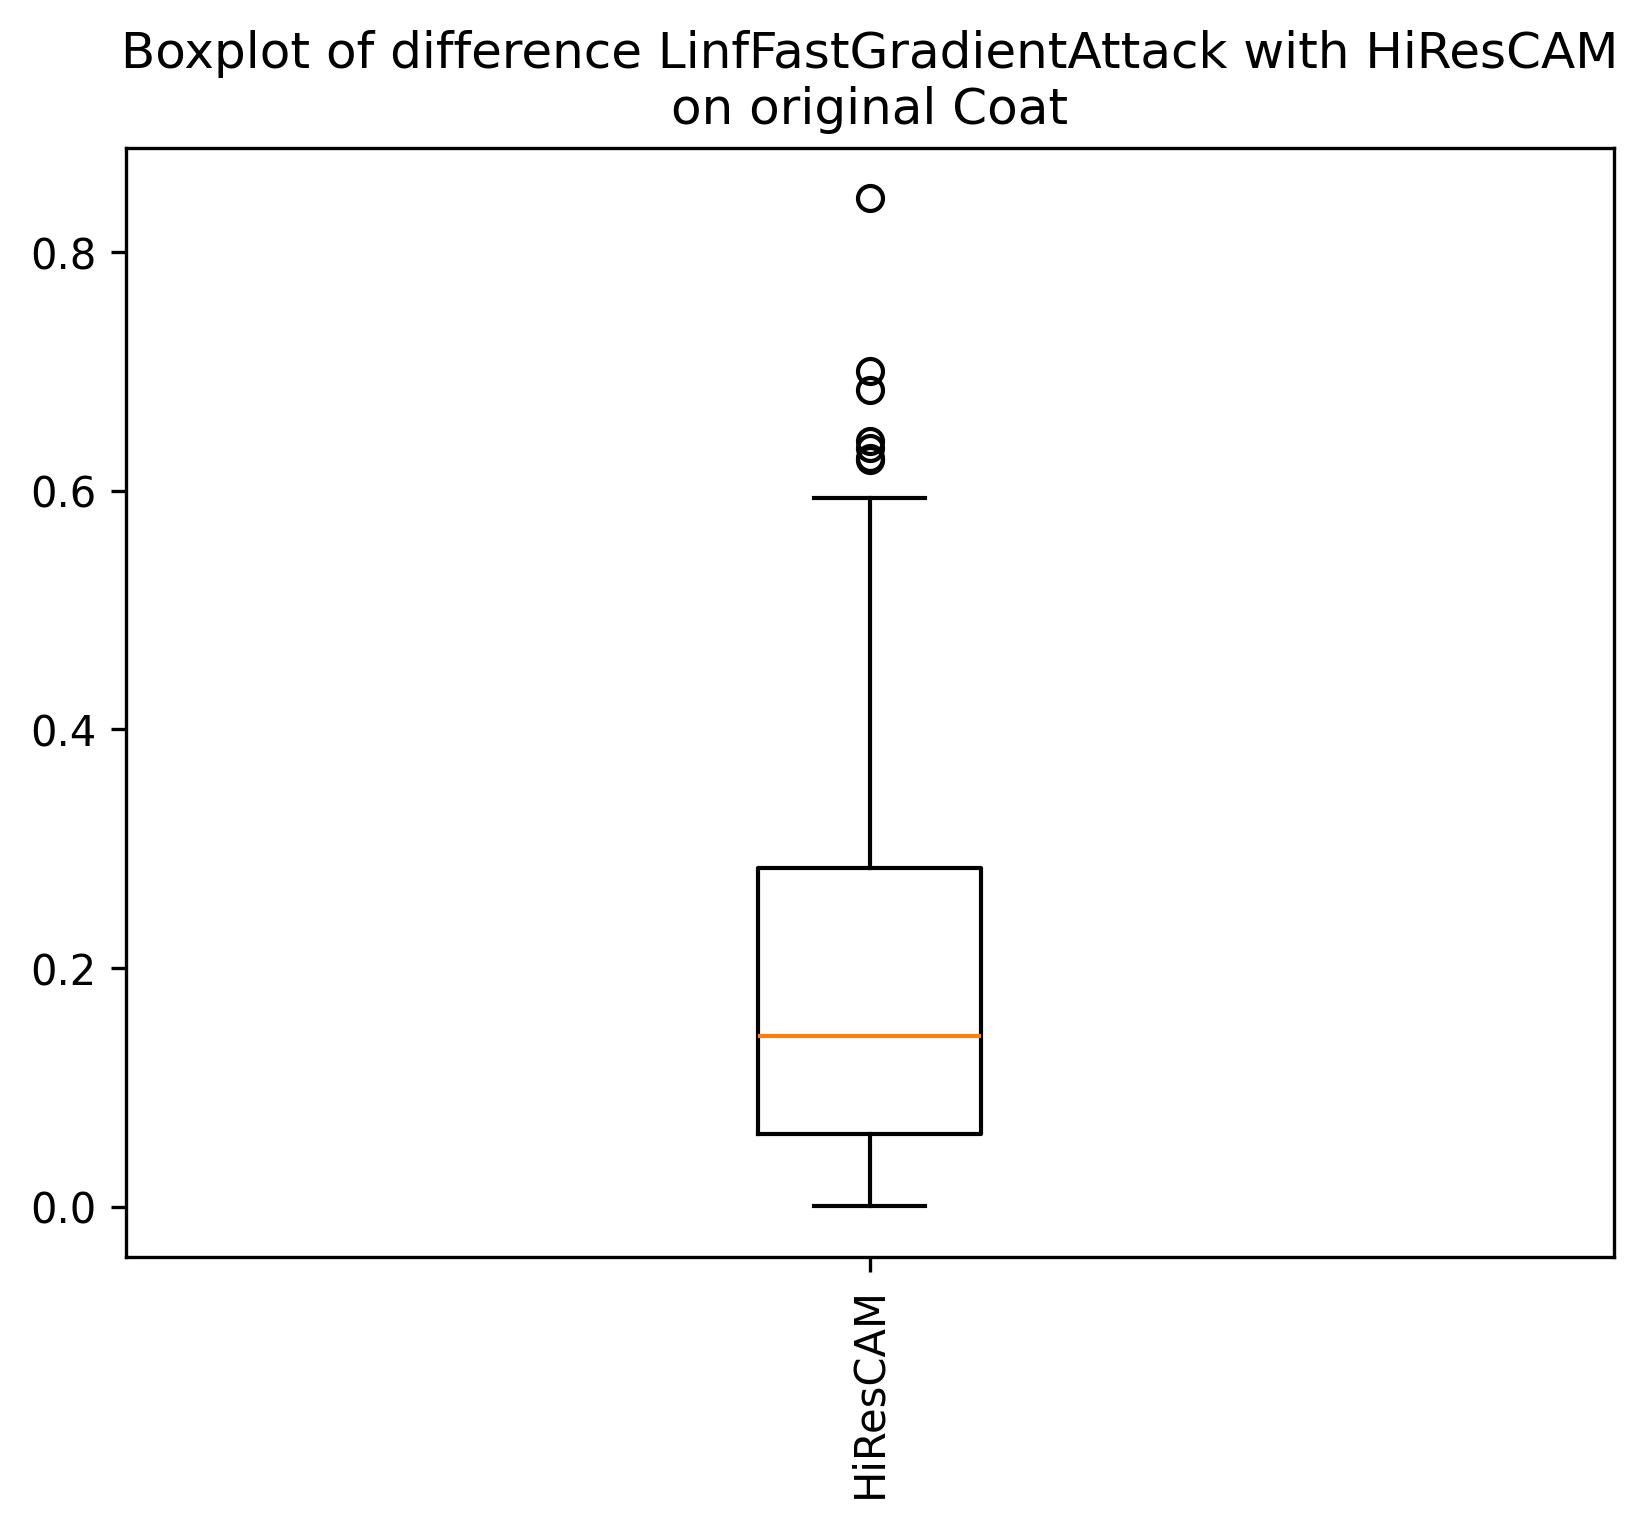 Boxplot of difference LinfFastGradientAttack with HiResCAM
on original Coat
0.8
0.6
0.4
0.2
0.0
HiResCAM